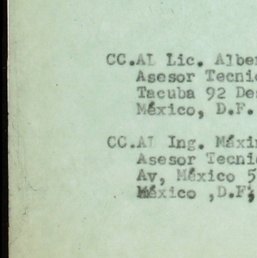 CC.AL Lic. Alber
Asesor Tecni
Tacuba 92 De
México, D.F.
CC.AI Ing. Máxi
Asesor Tecni
Av, México 5
México ,D.F,